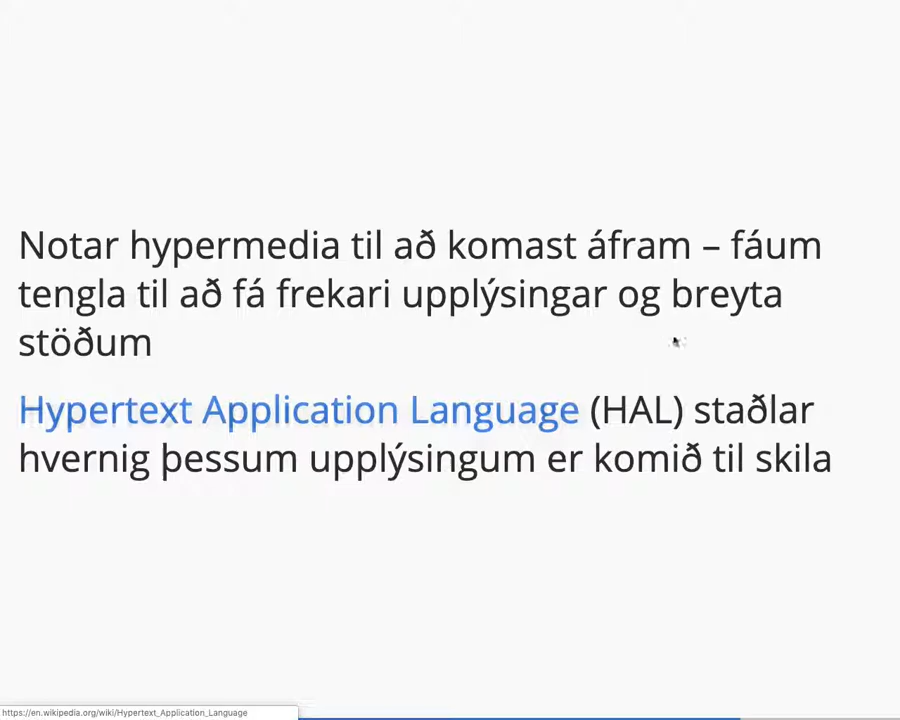 Notar hypermedia til að komast áfram – fáum
tengla til að fá frekari upplýsingar og breyta
stöðum
Hypertext Application Language (HAL) staðlar
hvernig þessum upplýsingum er komið til skila
https://en.wikipedia.org/wiki/Hypertext_Application_Language